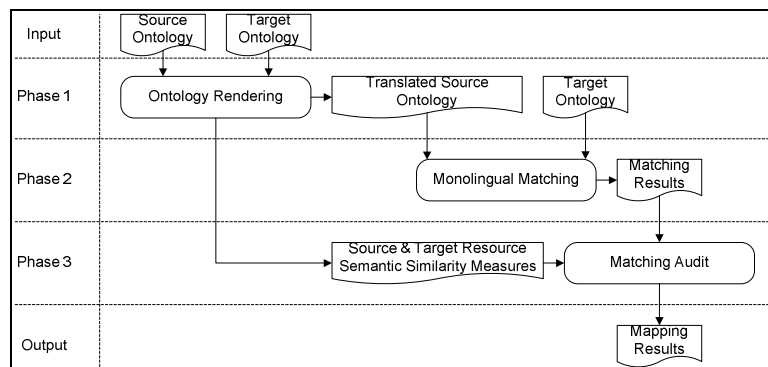 Input
Source
Ontology
Target
Ontology
Phase 1
Ontology Rendering
Translated Source
Ontology
Target
Ontology
Phase 2
Monolingual Matching
Matching
Results
Phase 3
Source & Target Resource
Semantic Similarity Measures
Matching Audit
Output
Mapping
Results